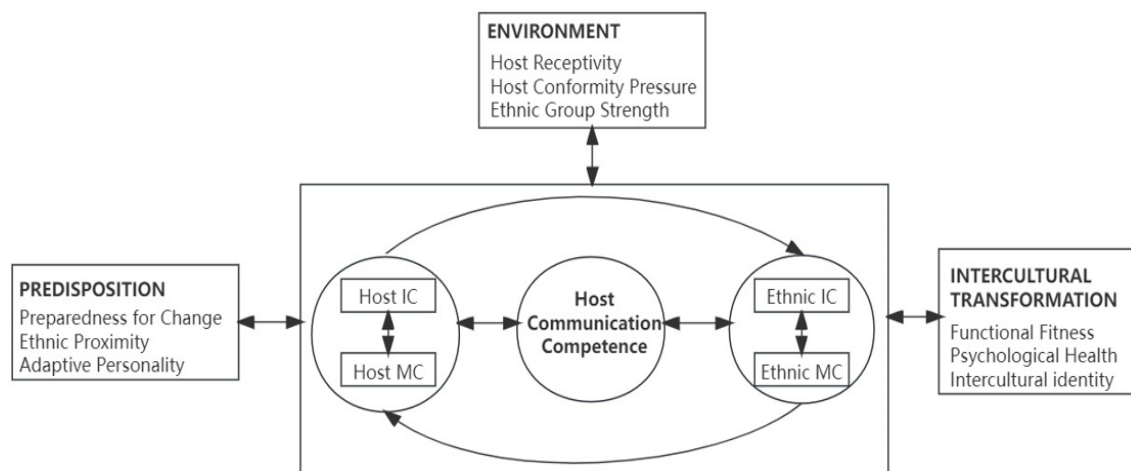 ENVIRONMENT
Host Receptivity
Host Conformity Pressure
Ethnic Group Strength
PREDISPOSITION
Preparedness for Change
Ethnic Proximity
Adaptive Personality
Host IC
Host MC
Host
Communication
Competence
Ethnic IC
Ethnic MC
INTERCULTURAL
TRANSFORMATION
Functional Fitness
Psychological Health
Intercultural identity